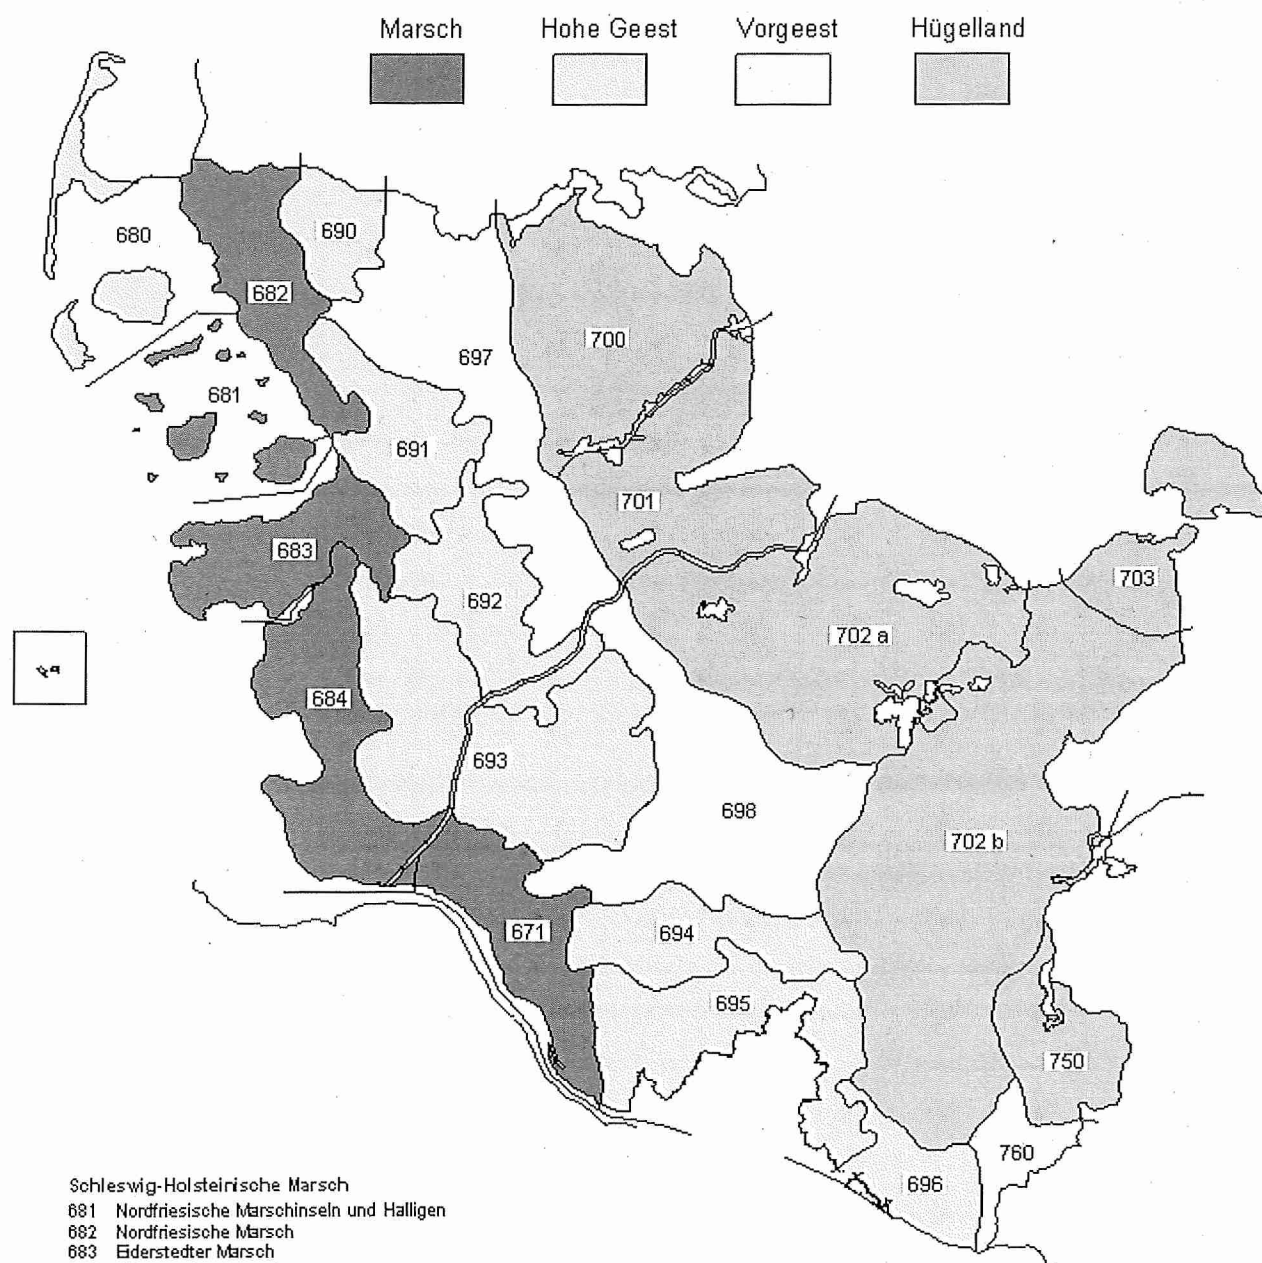 Marsch Hohe Geest Vorgeest Hügelland
680
690
682
700
697
681
691
701
683
703
692
702 a
684
693
698
702 b
671
694
695
750
760
696
Schleswig-Holsteinische Marsch
681 Nordfriesische Marschinseln und Halligen
682 Nordfriesische Marsch
683 Eiderstedter Marsch